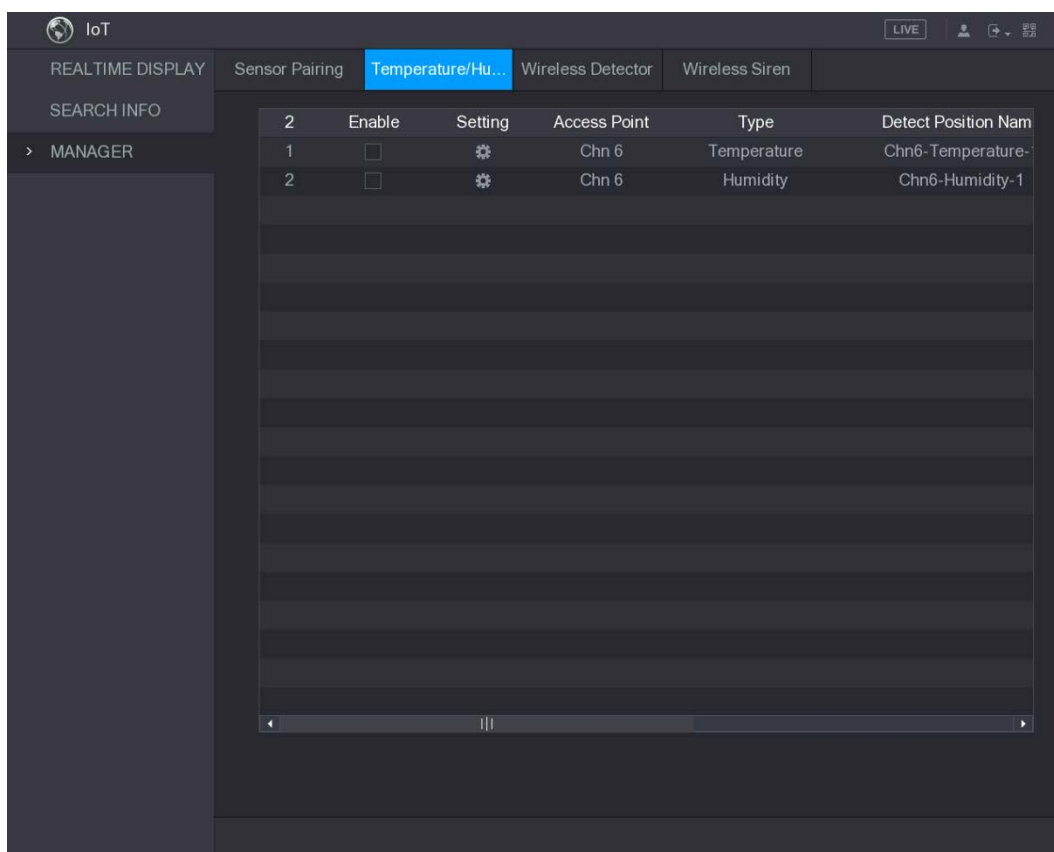 IoT LIVE
REALTIME DISPLAY
SEARCH INFO
> MANAGER
Sensor Pairing Temperature/Hu... Wireless Detector Wireless Siren
2 Enable Setting Access Point Type Detect Position Nam
1 Chn 6 Temperature Chn6-Temperature-
2 Chn 6 Humidity Chn6-Humidity-1